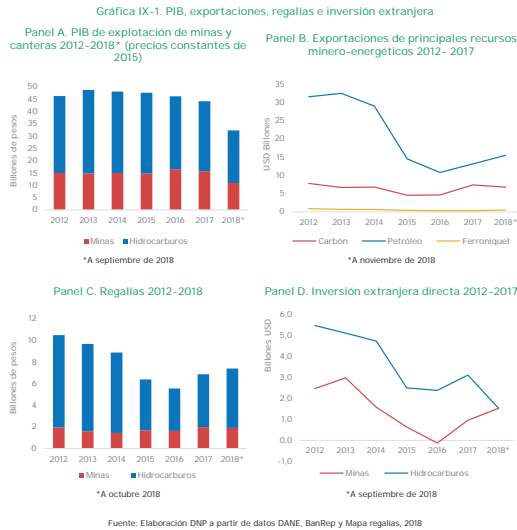 Gráfica IX-1. PIB, exportaciones, regalías e inversión extranjera
Panel A. PIB de explotación de minas y
canteras 2012-2018* (precios constantes de
2015)
Billones de pesos
50
45
40
35
30
25
20
15
10
5
0
2012 2013 2014 2015 2016 2017 2018*
Minas Hidrocarburos
*A septiembre de 2018
Panel B. Exportaciones de principales recursos
minero-energéticos 2012- 2017
USD Billones
35
30
25
20
15
10
5
0
2012 2013 2014 2015 2016 2017 2018*
Carbón Petróleo Ferroniquel
*A noviembre de 2018
Panel C. Regalías 2012-2018
Billones de pesos
12
10
8
6
4
2
0
2012 2013 2014 2015 2016 2017 2018*
Minas Hidrocarburos
*A octubre 2018
Panel D. Inversión extranjera directa 2012-2017
Billones USD
6,0
5,0
4,0
3,0
2,0
1,0
0,0
-1,0
2012 2013 2014 2015 2016 2017 2018*
Minas Hidrocarburos
*A septiembre de 2018
Fuente: Elaboración DNP a partir de datos DANE, BanRep y Mapa regalías, 2018